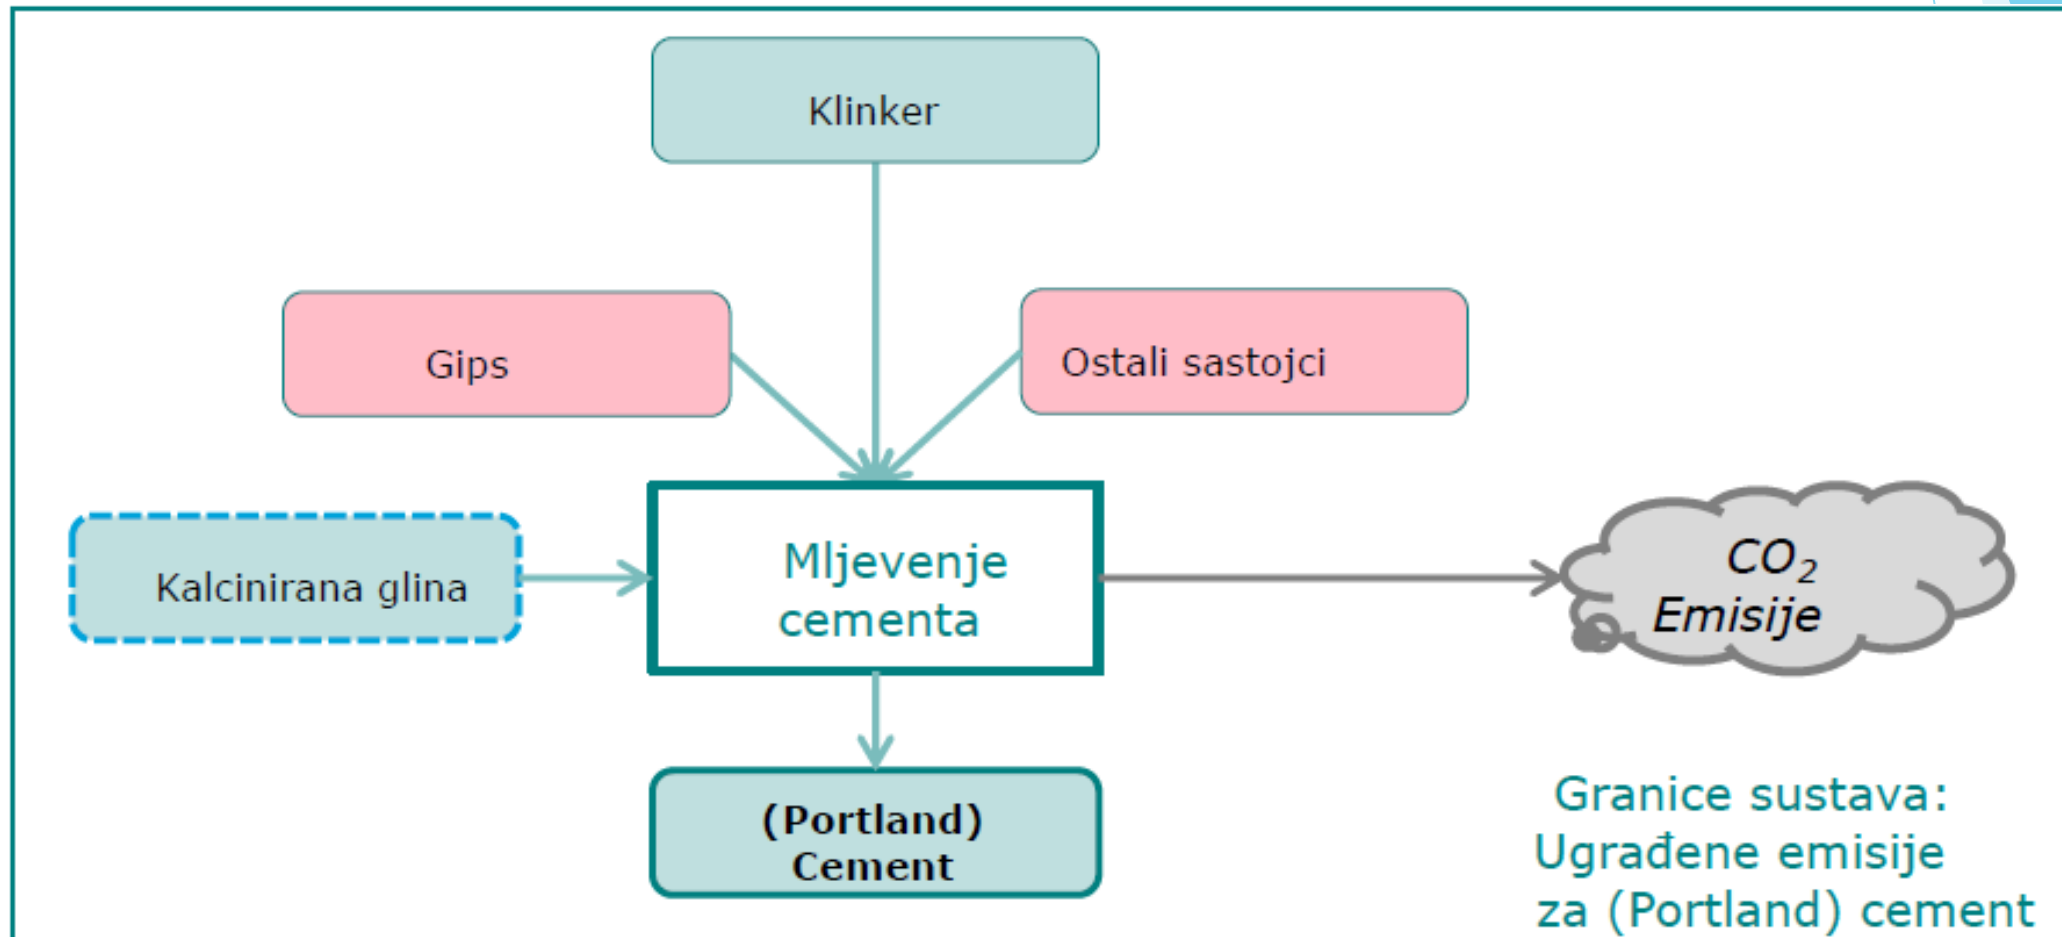 Klinker
Gips
Ostali sastojci
Kalcinirana glina
Mljevenje
cementa
CO₂
Emisije
(Portland)
Cement
Granice sustava:
Ugrađene emisije
za (Portland) cement